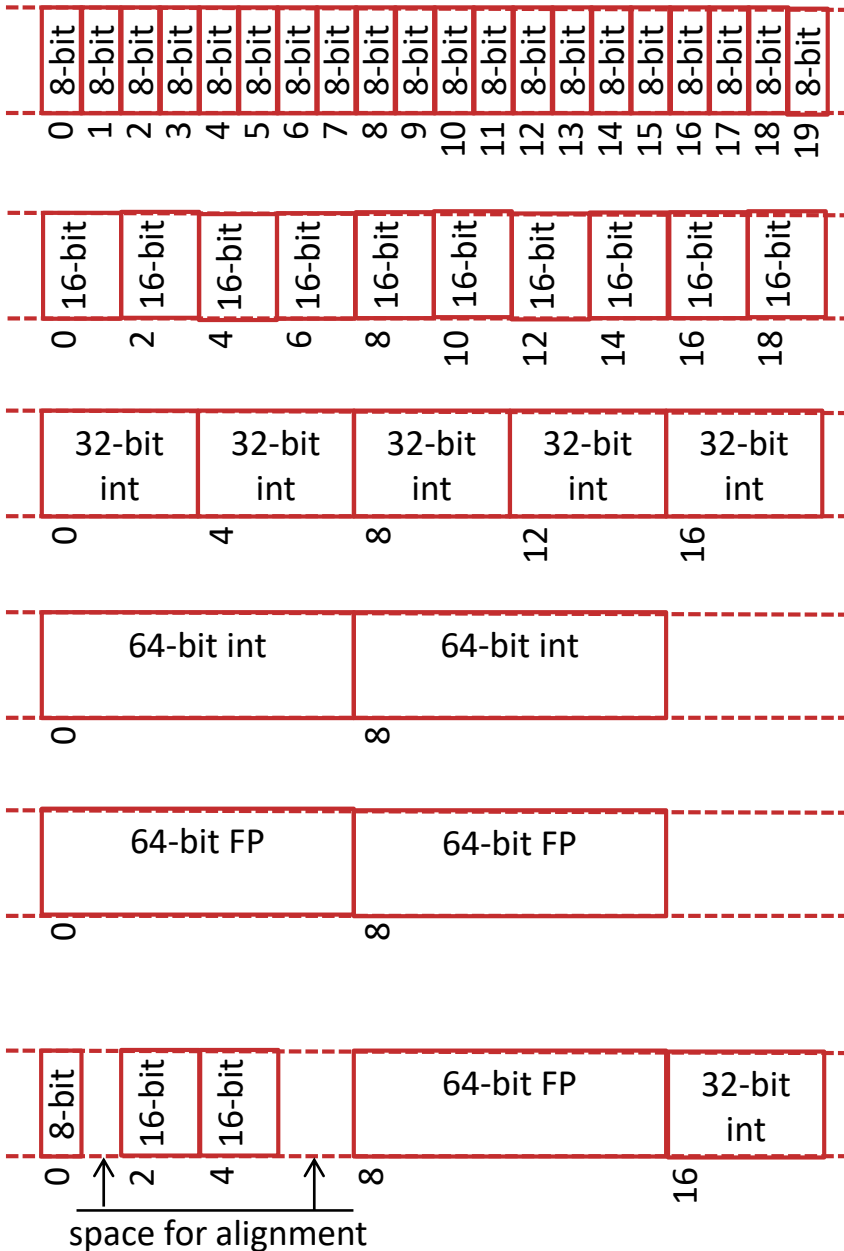 8-bit 8-bit 8-bit 8-bit 8-bit 8-bit 8-bit 8-bit 8-bit 8-bit 8-bit 8-bit 8-bit 8-bit 8-bit 8-bit 8-bit 8-bit 8-bit 8-bit
0 1 2 3 4 5 6 7 8 9 10 11 12 13 14 15 16 17 18 19
16-bit 16-bit 16-bit 16-bit 16-bit 16-bit 16-bit 16-bit 16-bit 16-bit
0 2 4 6 8 10 12 14 16 18
32-bit 32-bit 32-bit 32-bit 32-bit
int int int int int
0 4 8 12 16
64-bit int 64-bit int
0 8
64-bit FP 64-bit FP
0 8
8-bit 16-bit 16-bit 64-bit FP 32-bit
int
0 2 4 8 16
space for alignment